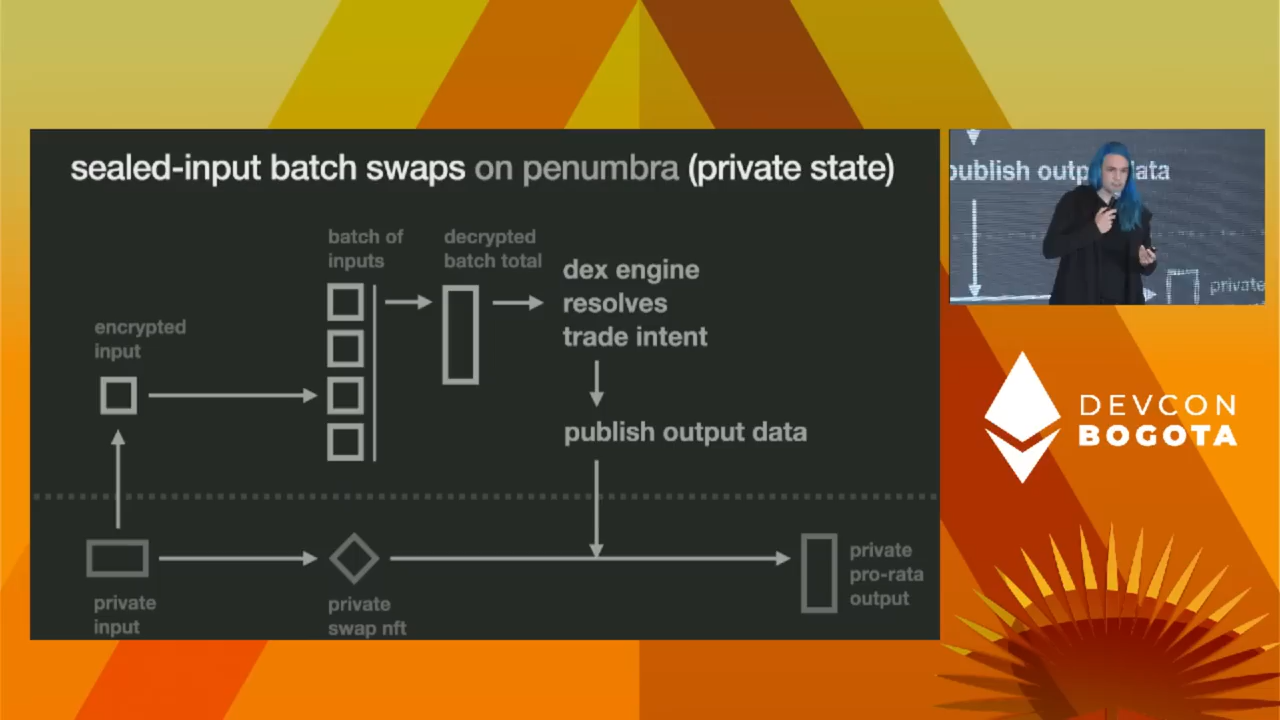 sealed-input batch swaps on penumbra (private state)
batch of
inputs
decrypted
batch total
dex engine
resolves
trade intent
encrypted
input
publish output data
private
input
private
swap nft
private
pro-rata
output
publish outp data
private
DEVCON
BOGOTA